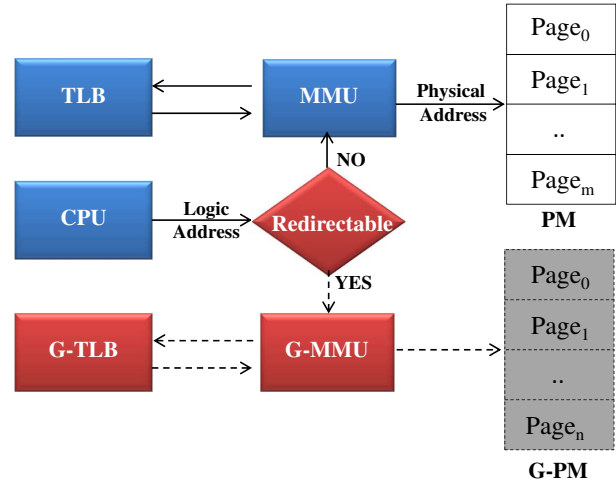 Page0
TLB
MMU
Physical
Address
Page1
..
NO
Pagem
PM
CPU
Logic
Address
Redirectable
YES
Page0
G-TLB
G-MMU
Page1
..
Pagen
G-PM